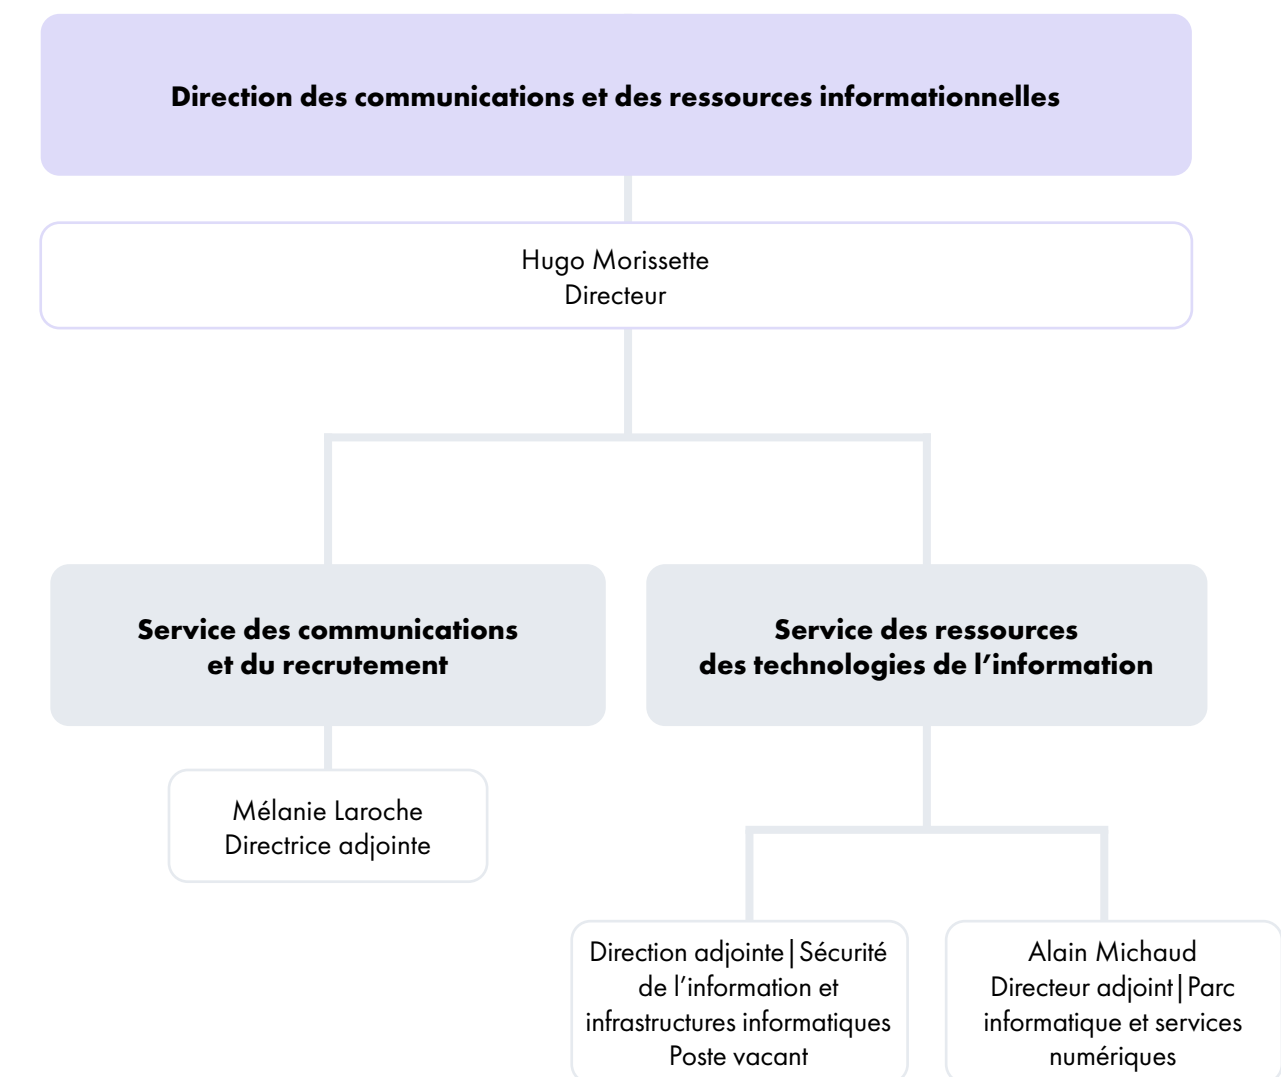 Direction des communications et des ressources informationnelles
Hugo Morissette
Directeur
Service des communications
et du recrutement
Service des ressources
des technologies de l’information
Mélanie Laroche
Directrice adjointe
Direction adjointe|Sécurité
de l’information et
infrastructures informatiques
Poste vacant
Alain Michaud
Directeur adjoint|Parc
informatique et services
numériques